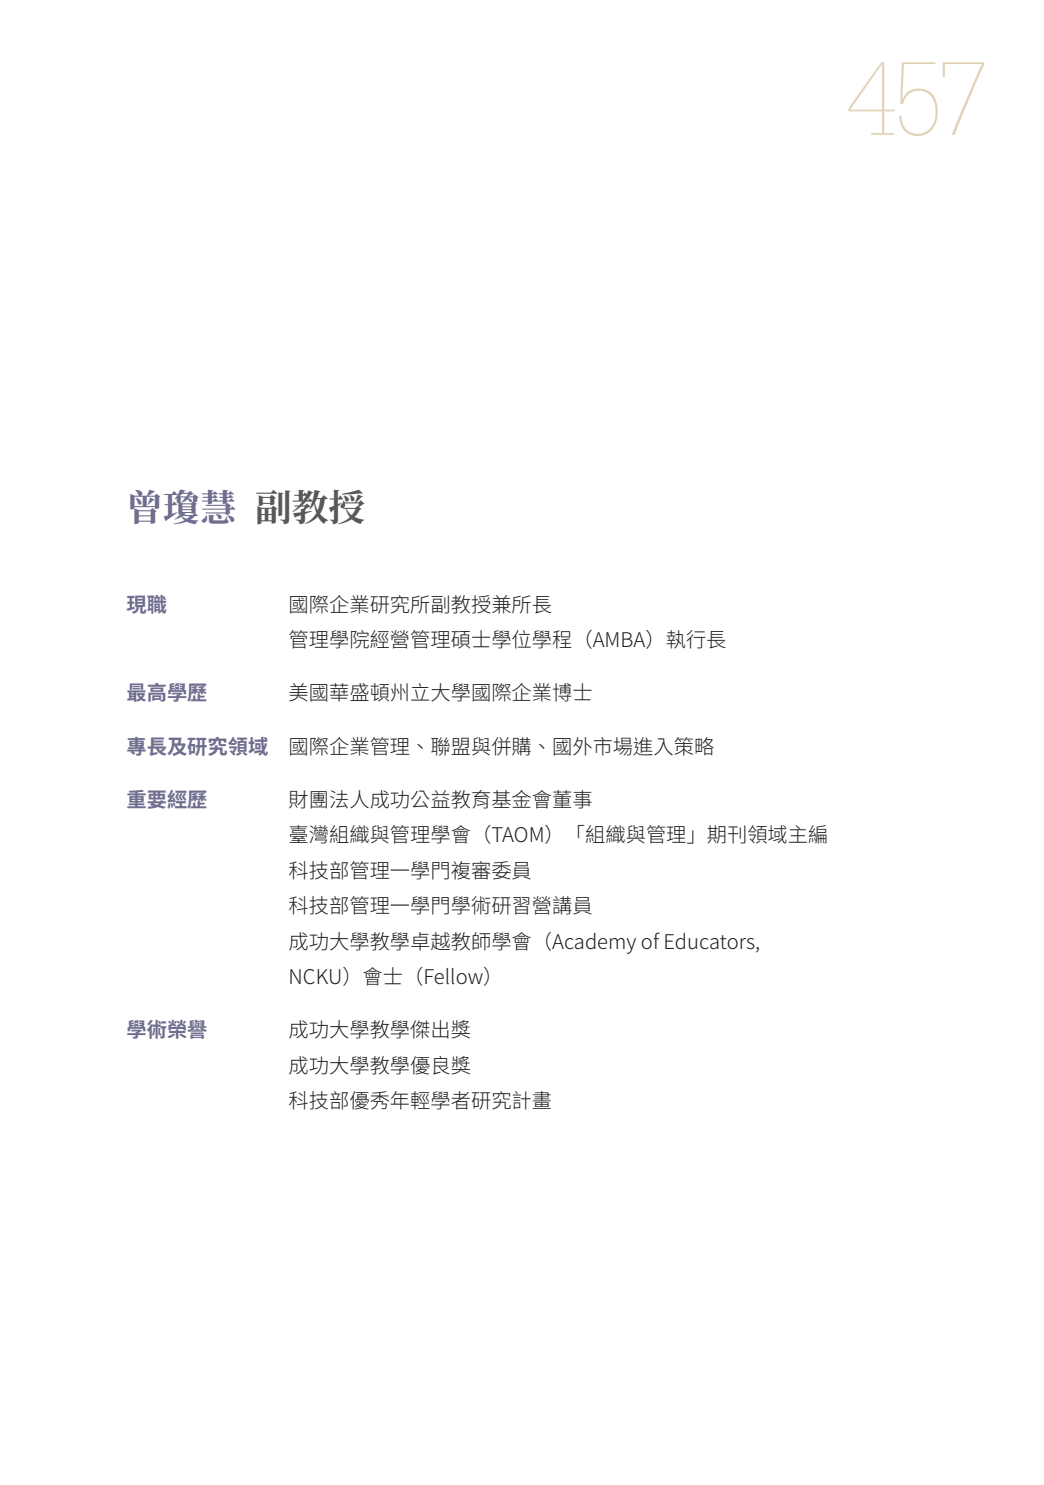 457
曾瓊慧 副教授
現職 國際企業研究所副教授兼所長
管理學院經營管理碩士學位學程（AMBA）執行長
最高學歷 美國華盛頓州立大學國際企業博士
專長及研究領域 國際企業管理、聯盟與併購、國外市場進入策略
重要經歷 財團法人成功公益教育基金會董事
臺灣組織與管理學會（TAOM）「組織與管理」期刊領域主編
科技部管理一學門複審委員
科技部管理一學門學術研習營講員
成功大學教學卓越教師學會（Academy of Educators,
NCKU）會士（Fellow）
學術榮譽 成功大學教學傑出獎
成功大學教學優良獎
科技部優秀年輕學者研究計畫